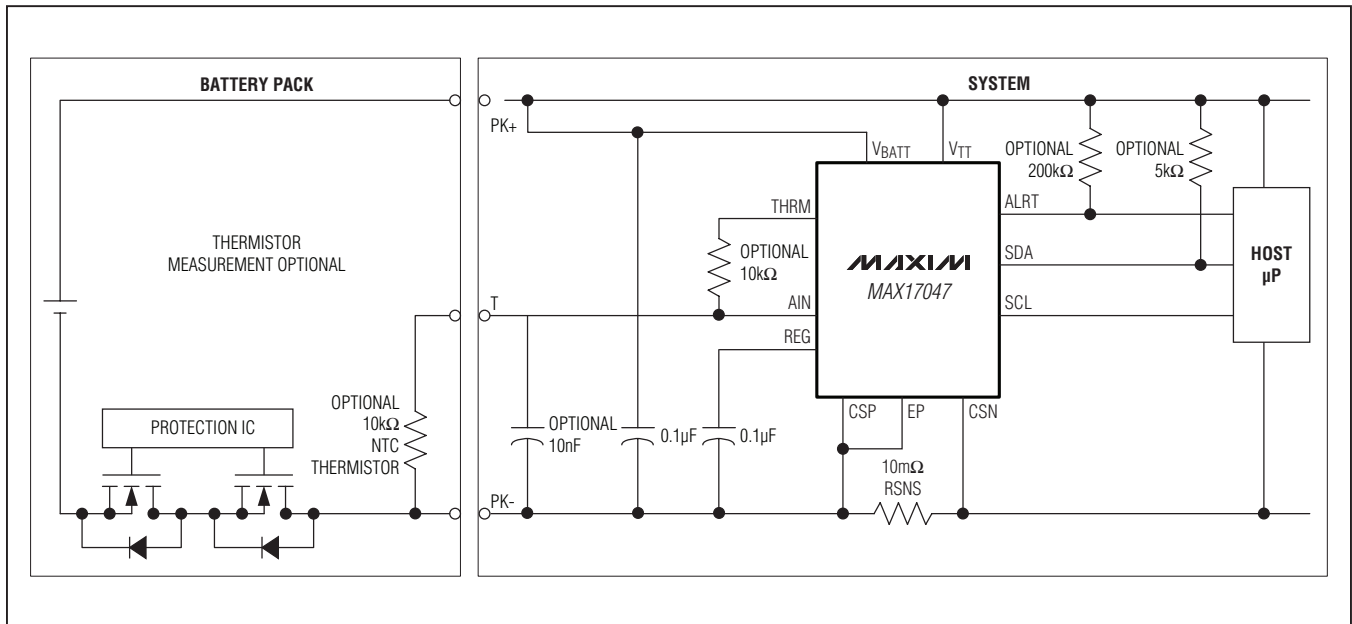 BATTERY PACK
SYSTEM
PK+
VBATT
VTT
OPTIONAL
200kΩ
OPTIONAL
5kΩ
THRM
ALRT
THERMISTOR
MEASUREMENT OPTIONAL
OPTIONAL
10kΩ
MAXIM
MAX17047
SDA
HOST
µP
T
AIN
SCL
REG
OPTIONAL
10kΩ
NTC
THERMISTOR
PROTECTION IC
OPTIONAL
10nF
0.1µF
0.1µF
CSP
EP
CSN
10mΩ
RSNS
PK-